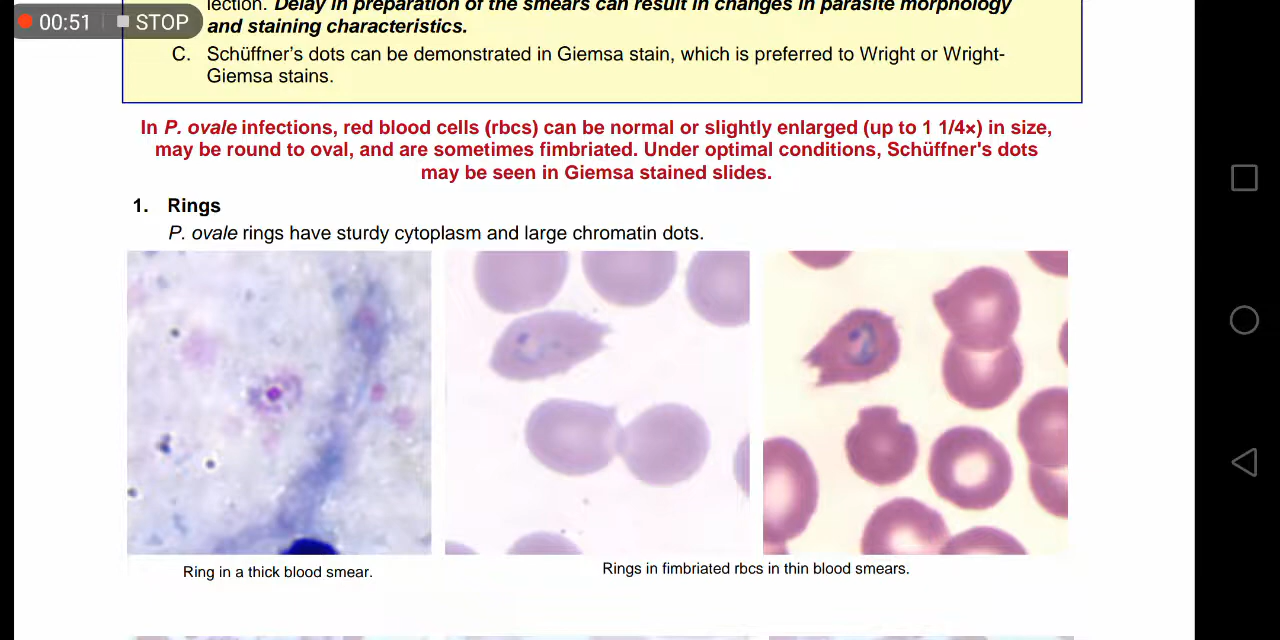 lection. Delay in preparation of the smears can result in changes in parasite morphology
00:51 STOP
and staining characteristics.
C. Schüffner's dots can be demonstrated in Giemsa stain, which is preferred to Wright or Wright-
Giemsa stains.
In P. ovale infections, red blood cells (rbcs) can be normal or slightly enlarged (up to 1 1/4×) in size,
may be round to oval, and are sometimes fimbriated. Under optimal conditions, Schüffner's dots
may be seen in Giemsa stained slides.
1. Rings
P. ovale rings have sturdy cytoplasm and large chromatin dots.
Ring in a thick blood smear.
Rings in fimbriated rbcs in thin blood smears.